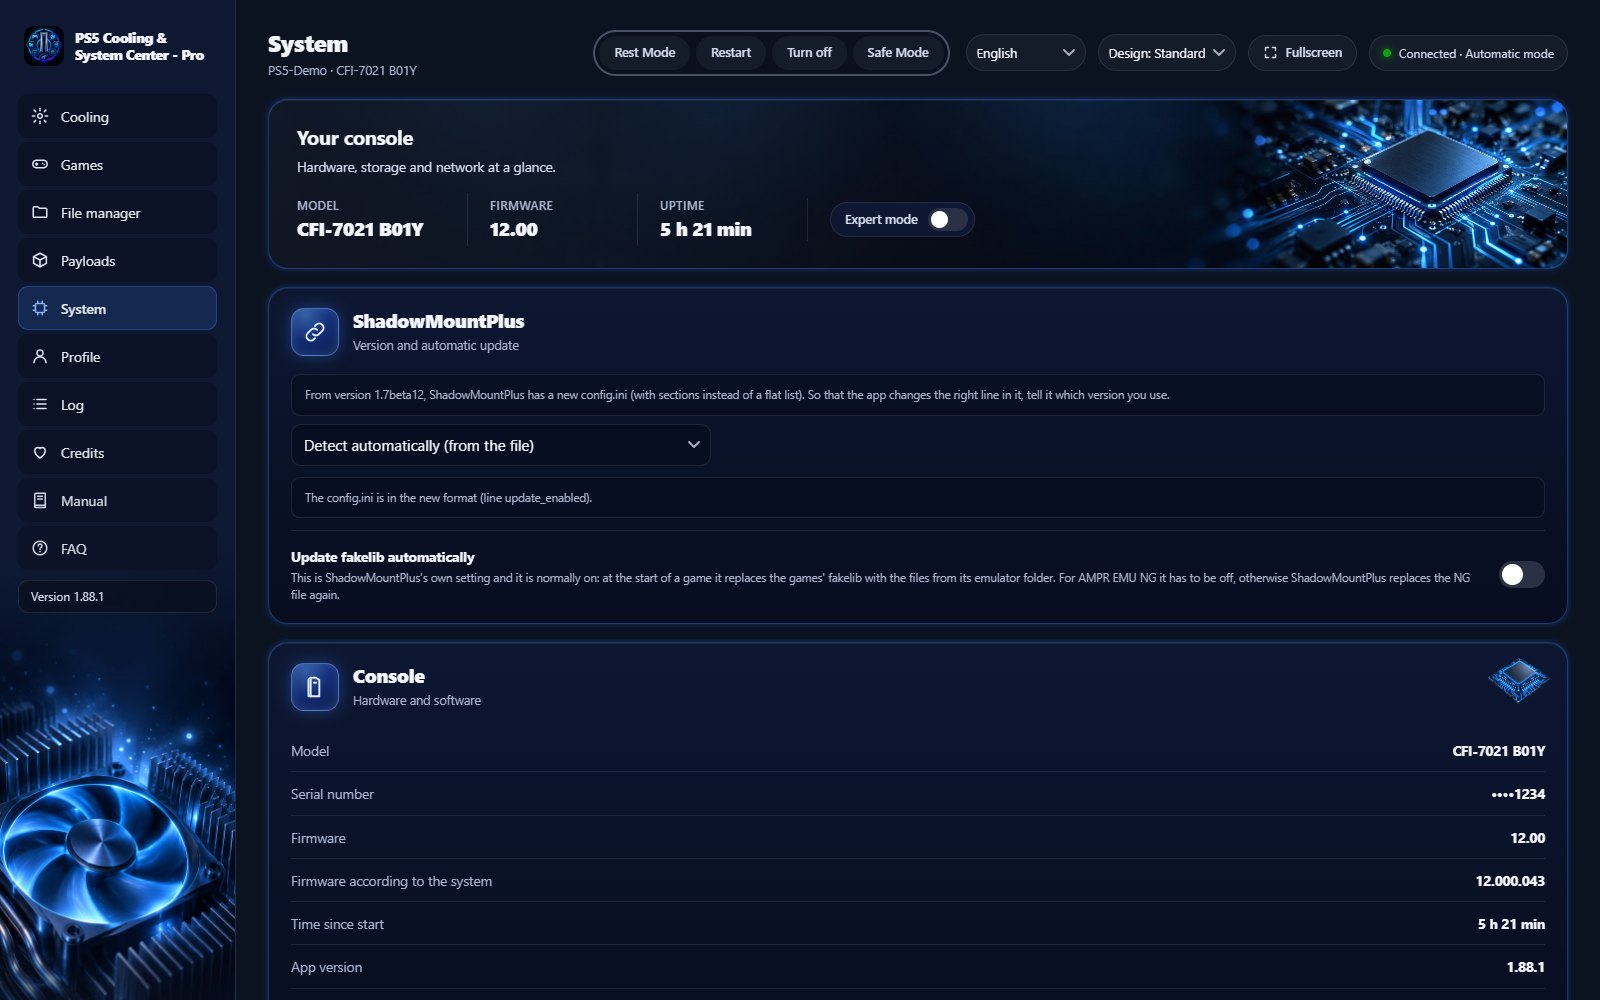 PS5 Cooling &
System Center - Pro
Cooling
Games
File manager
Payloads
System
Profile
Log
Credits
Manual
FAQ
Version 1.88.1
System
PS5-Demo · CFI-7021 B01Y
Rest Mode
Restart
Turn off
Safe Mode
English
Design: Standard
Fullscreen
Connected · Automatic mode
Your console
Hardware, storage and network at a glance.
MODEL
CFI-7021 B01Y
FIRMWARE
12.00
UPTIME
5 h 21 min
Expert mode
ShadowMountPlus
Version and automatic update
From version 1.7beta12, ShadowMountPlus has a new config.ini (with sections instead of a flat list). So that the app changes the right line in it, tell it which version you use.
Detect automatically (from the file)
The config.ini is in the new format (line update_enabled).
Update fakelib automatically
This is ShadowMountPlus's own setting and it is normally on: at the start of a game it replaces the games' fakelib with the files from its emulator folder. For AMPR EMU NG it has to be off, otherwise ShadowMountPlus replaces the NG
file again.
Console
Hardware and software
Model
CFI-7021 B01Y
Serial number
••••1234
Firmware
12.00
Firmware according to the system
12.000.043
Time since start
5 h 21 min
App version
1.88.1